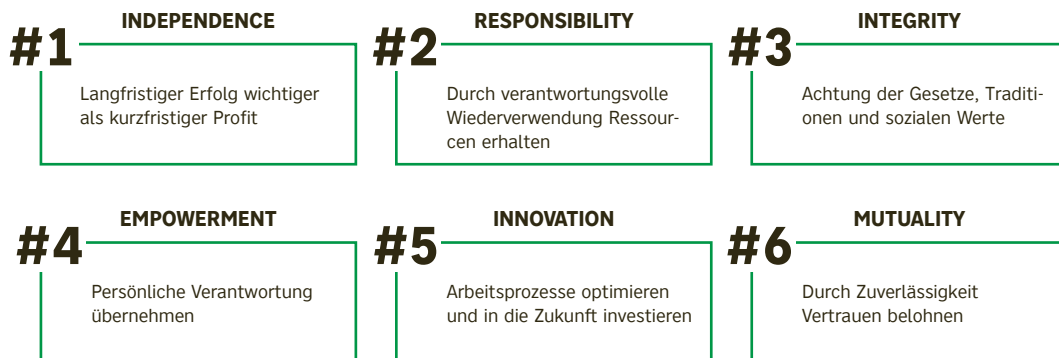 INDEPENDENCE
#1
Langfristiger Erfolg wichtiger
als kurzfristiger Profit
RESPONSIBILITY
#2
Durch verantwortungsvolle
Wiederverwendung Ressour-
cen erhalten
INTEGRITY
#3
Achtung der Gesetze, Traditi-
onen und sozialen Werte
EMPOWERMENT
#4
Persönliche Verantwortung
übernehmen
INNOVATION
#5
Arbeitsprozesse optimieren
und in die Zukunft investieren
MUTUALITY
#6
Durch Zuverlässigkeit
Vertrauen belohnen